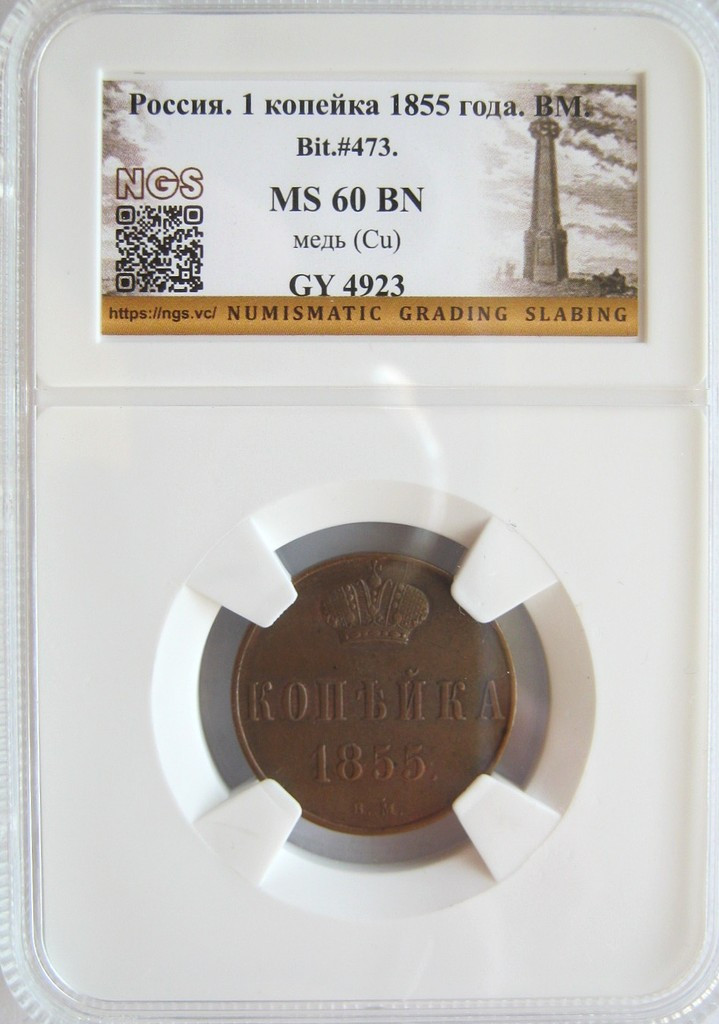 Россия. 1 копейка 1855 года. ВМ.
Bit.#473.
NGS
MS 60 BN
медь (Cu)
GY 4923
https://ngs.vc/ NUMISMATIC GRADING SLABING
КОПѢЙКА
1855.
В. М.